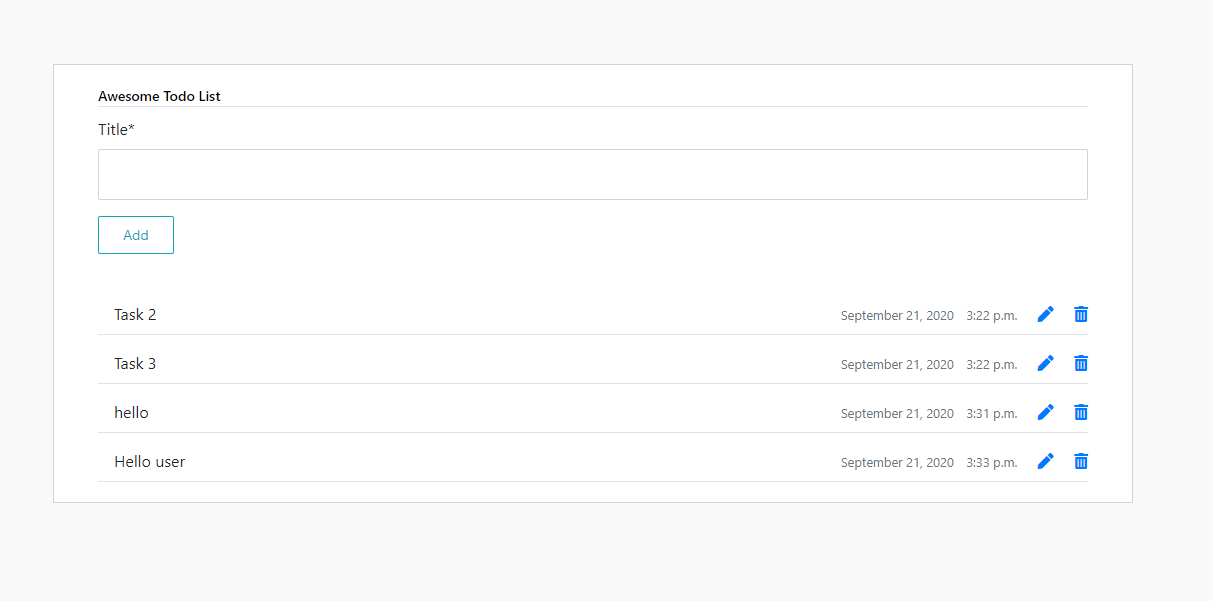 Awesome Todo List
Title*
Add
Task 2 September 21, 2020 3:22 p.m.
Task 3 September 21, 2020 3:22 p.m.
hello September 21, 2020 3:31 p.m.
Hello user September 21, 2020 3:33 p.m.